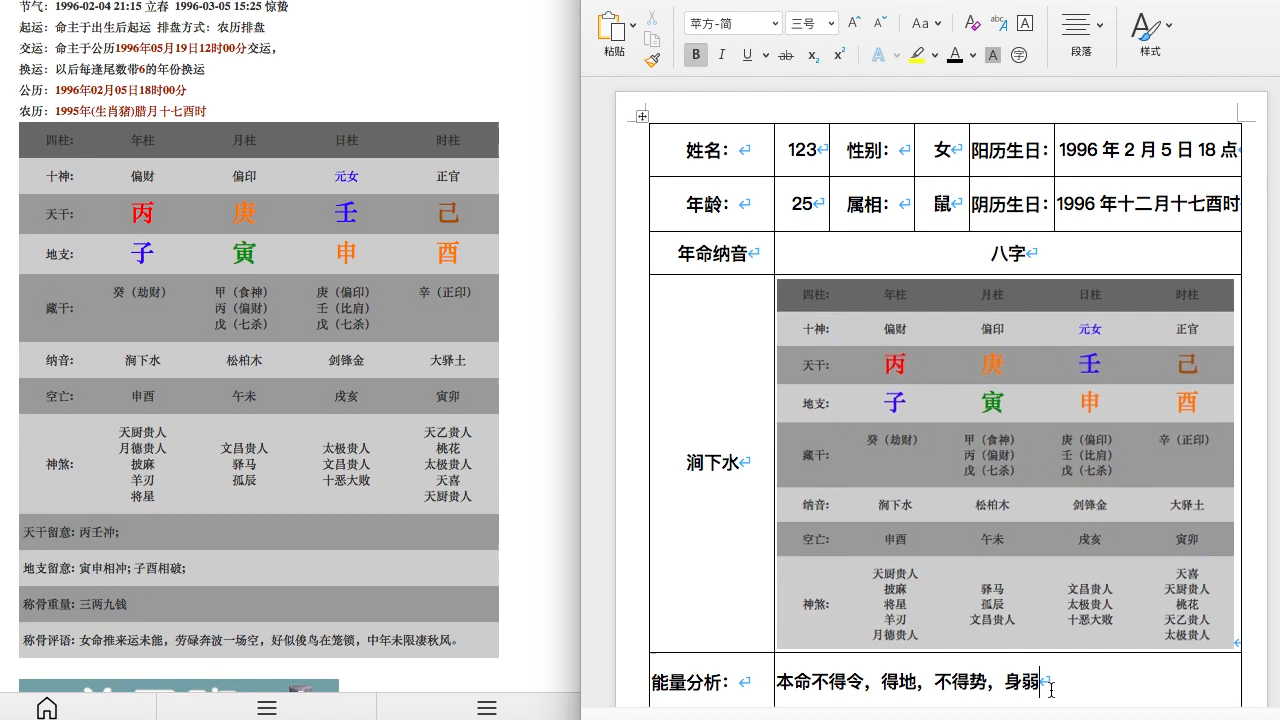 节气：1996-02-04 21:15 立春 1996-03-05 15:25 惊蛰
起运：命主于出生后起运 排盘方式：农历排盘
交运：命主于公历1996年05月19日12时00分交运，
换运：以后每逢尾数带6的年份换运
公历：1996年02月05日18时00分
农历：1995年(生肖猪)腊月十七酉时
四柱: 年柱 月柱 日柱 时柱
十神: 偏财 偏印 元女 正官
天干: 丙 庚 壬 己
地支: 子 寅 申 酉
藏干: 癸（劫财） 甲（食神） 庚（偏印） 辛（正印）
丙（偏财） 壬（比肩）
戊（七杀） 戊（七杀）
纳音: 涧下水 松柏木 剑锋金 大驿土
空亡: 申酉 午未 戌亥 寅卯
神煞: 天厨贵人 天乙贵人
月德贵人 文昌贵人 太极贵人 桃花
披麻 驿马 文昌贵人 太极贵人
羊刃 孤辰 十恶大败 天喜
将星 天厨贵人
天干留意: 丙壬冲;
地支留意: 寅申相冲; 子酉相破;
称骨重量: 三两九钱
称骨评语: 女命推来运未能，劳碌奔波一场空，好似俊鸟在笼锁，中年未限凄秋风。
粘贴
苹方-简 三号 A A Aa A abc A
B I U ab x2 x2 A A A 字
段落
样式
姓名： 123 性别： 女 阳历生日： 1996 年 2 月 5 日 18 点
年龄： 25 属相： 鼠 阴历生日： 1996 年十二月十七酉时
年命纳音 八字
涧下水
四柱: 年柱 月柱 日柱 时柱
十神: 偏财 偏印 元女 正官
天干: 丙 庚 壬 己
地支: 子 寅 申 酉
藏干: 癸（劫财） 甲（食神） 庚（偏印） 辛（正印）
丙（偏财） 壬（比肩）
戊（七杀） 戊（七杀）
纳音: 涧下水 松柏木 剑锋金 大驿土
空亡: 申酉 午未 戌亥 寅卯
神煞: 天厨贵人 天喜
披麻 驿马 文昌贵人 天厨贵人
将星 孤辰 太极贵人 桃花
羊刃 文昌贵人 十恶大败 天乙贵人
月德贵人 太极贵人
能量分析： 本命不得令，得地，不得势，身弱